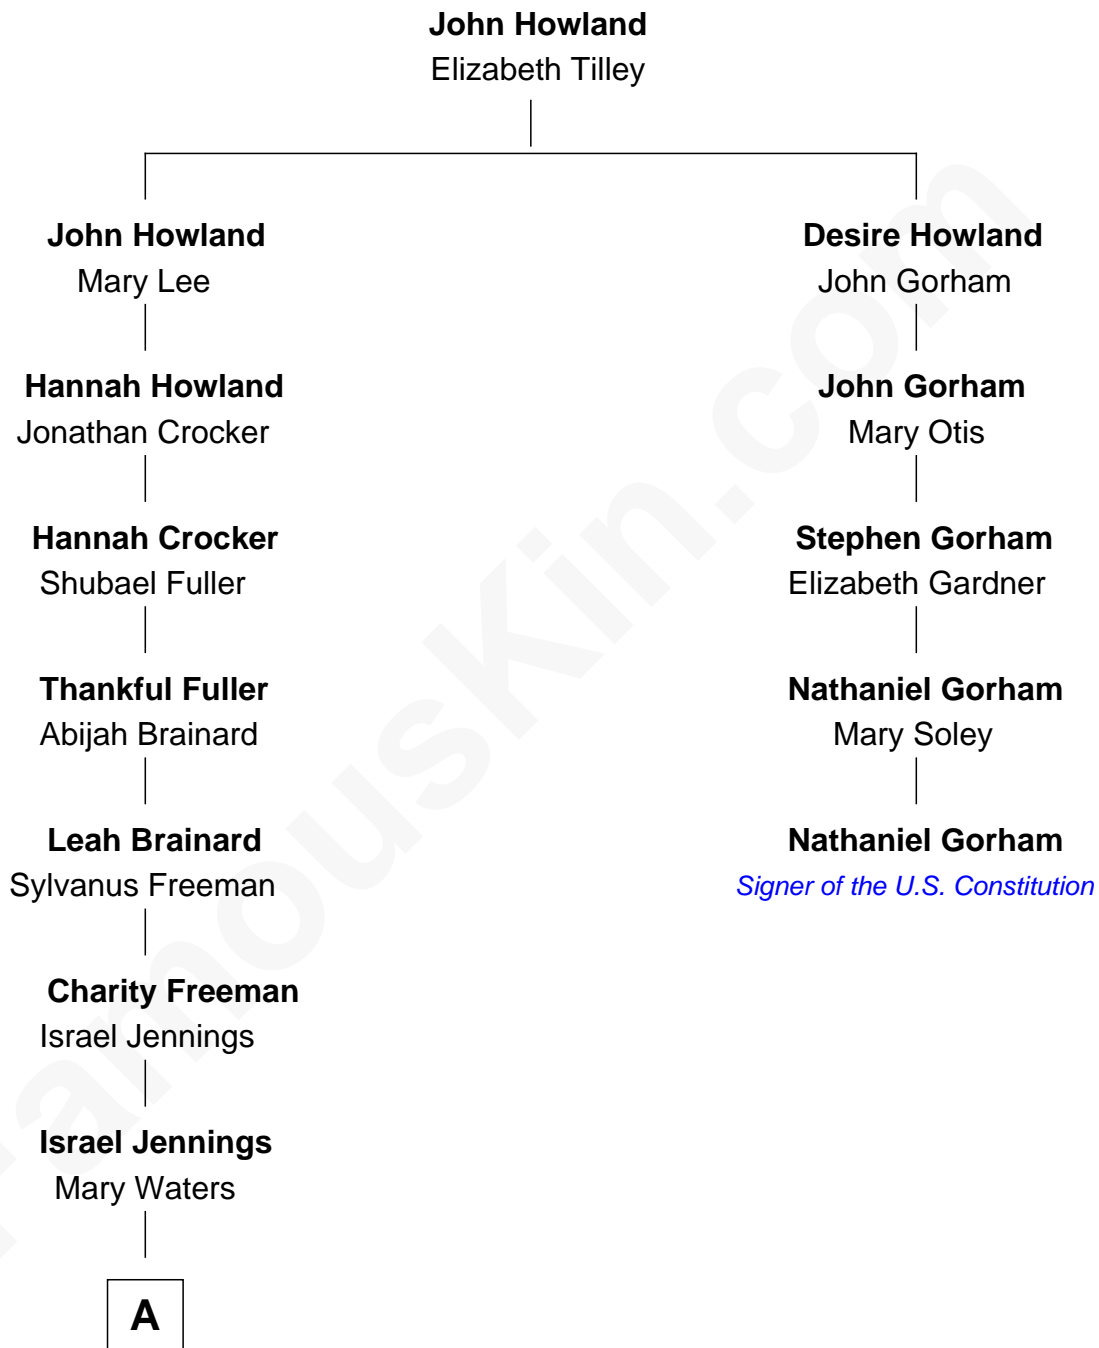 John Howland
Elizabeth Tilley
John Howland
Mary Lee
Hannah Howland
Jonathan Crocker
Hannah Crocker
Shubael Fuller
Thankful Fuller
Abijah Brainard
Leah Brainard
Sylvanus Freeman
Charity Freeman
Israel Jennings
Israel Jennings
Mary Waters
A
Desire Howland
John Gorham
John Gorham
Mary Otis
Stephen Gorham
Elizabeth Gardner
Nathaniel Gorham
Mary Soley
Nathaniel Gorham
Signer of the U.S. Constitution
FamousKin.com